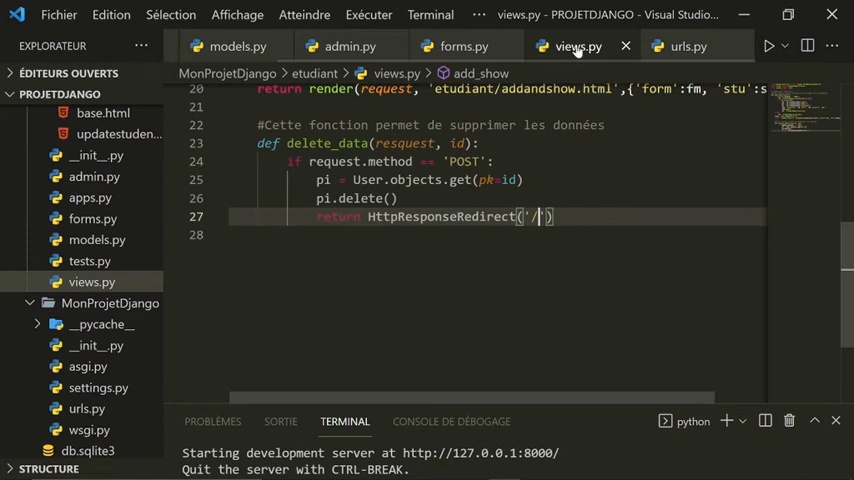 Fichier Edition Sélection Affichage Atteindre Exécuter Terminal ··· views.py - PROJETDJANGO - Visual Studio...
EXPLORATEUR ··· models.py admin.py forms.py views.py urls.py
ÉDITEURS OUVERTS
MonProjetDjango > etudiant > views.py > add_show
PROJETDJANGO
base.html
updatestuden...
__init__.py
admin.py
apps.py
forms.py
models.py
tests.py
views.py
MonProjetDjango
__pycache__
__init__.py
asgi.py
settings.py
urls.py
wsgi.py
db.sqlite3
STRUCTURE
20 return render(request, 'etudiant/addandshow.html',{'form':fm, 'stu':s
21
22 #Cette fonction permet de supprimer les données
23 def delete_data(resquest, id):
24 if request.method == 'POST':
25 pi = User.objects.get(pk=id)
26 pi.delete()
27 return HttpResponseRedirect('/')
28
PROBLÈMES SORTIE TERMINAL CONSOLE DE DÉBOGAGE python
Starting development server at http://127.0.0.1:8000/
Quit the server with CTRL-BREAK.